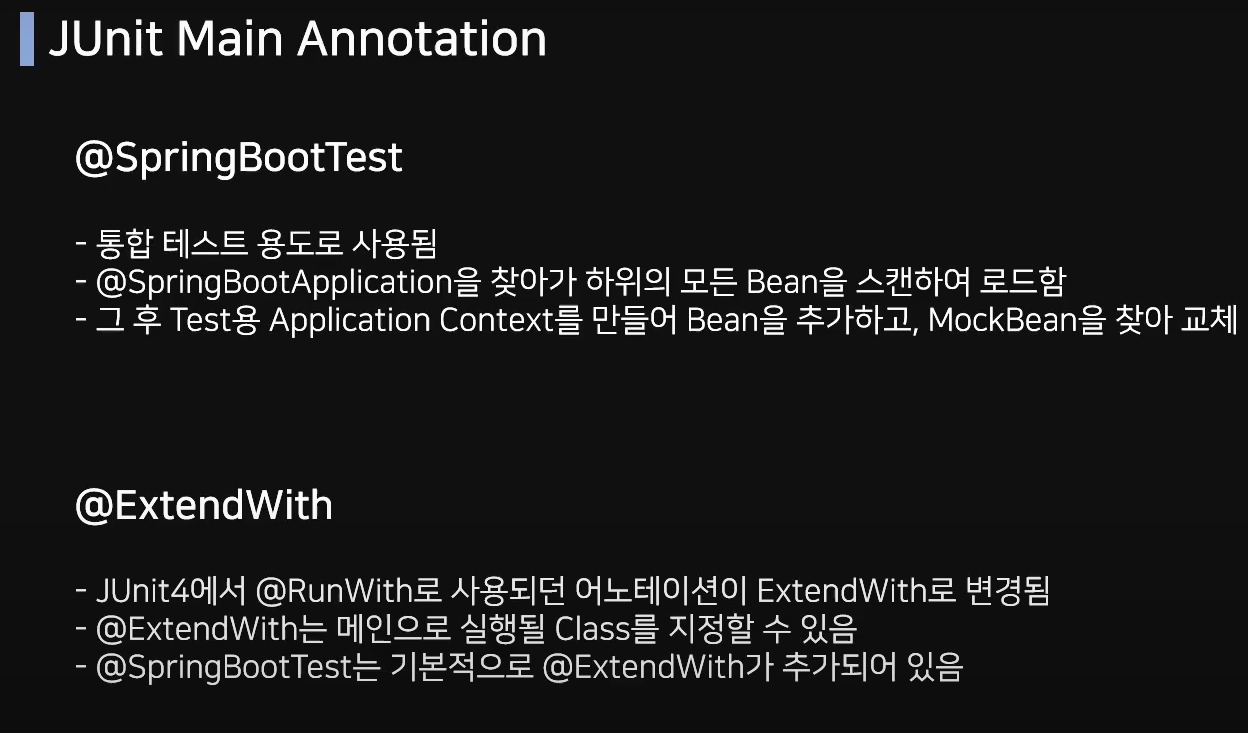 JUnit Main Annotation
@SpringBootTest
- 통합 테스트 용도로 사용됨
- @SpringBootApplication을 찾아가 하위의 모든 Bean을 스캔하여 로드함
- 그 후 Test용 Application Context를 만들어 Bean을 추가하고, MockBean을 찾아 교체
@ExtendWith
- JUnit4에서 @RunWith로 사용되던 어노테이션이 ExtendWith로 변경됨
- @ExtendWith는 메인으로 실행될 Class를 지정할 수 있음
- @SpringBootTest는 기본적으로 @ExtendWith가 추가되어 있음